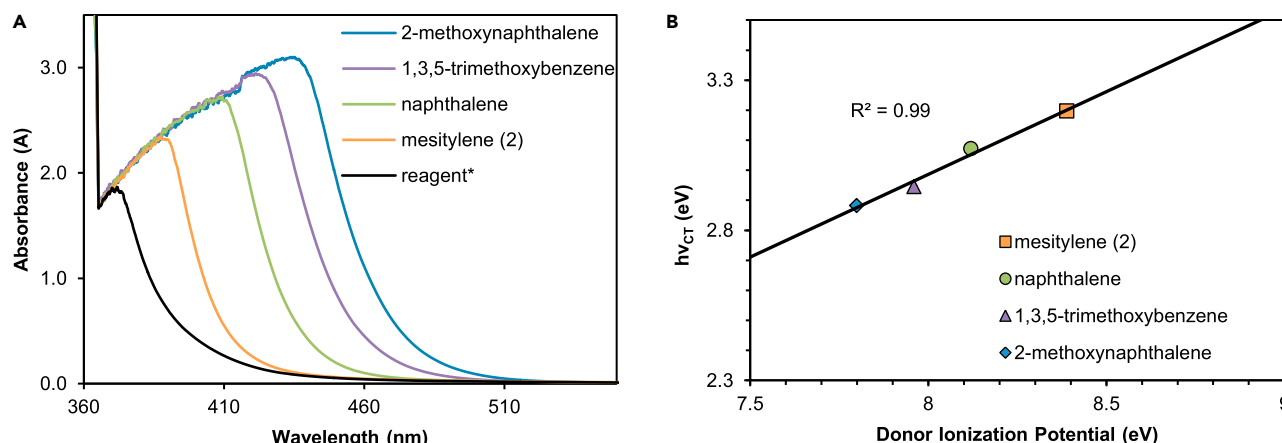 A
2-methoxynaphthalene
1,3,5-trimethoxybenzene
naphthalene
mesitylene (2)
reagent*
3.0
2.0
1.0
0.0
360
410
460
510
Absorbance (A)
Wavelength (nm)
B
R² = 0.99
3.3
2.8
2.3
7.5
8
8.5
9
hνCT (eV)
mesitylene (2)
naphthalene
1,3,5-trimethoxybenzene
2-methoxynaphthalene
Donor Ionization Potential (eV)